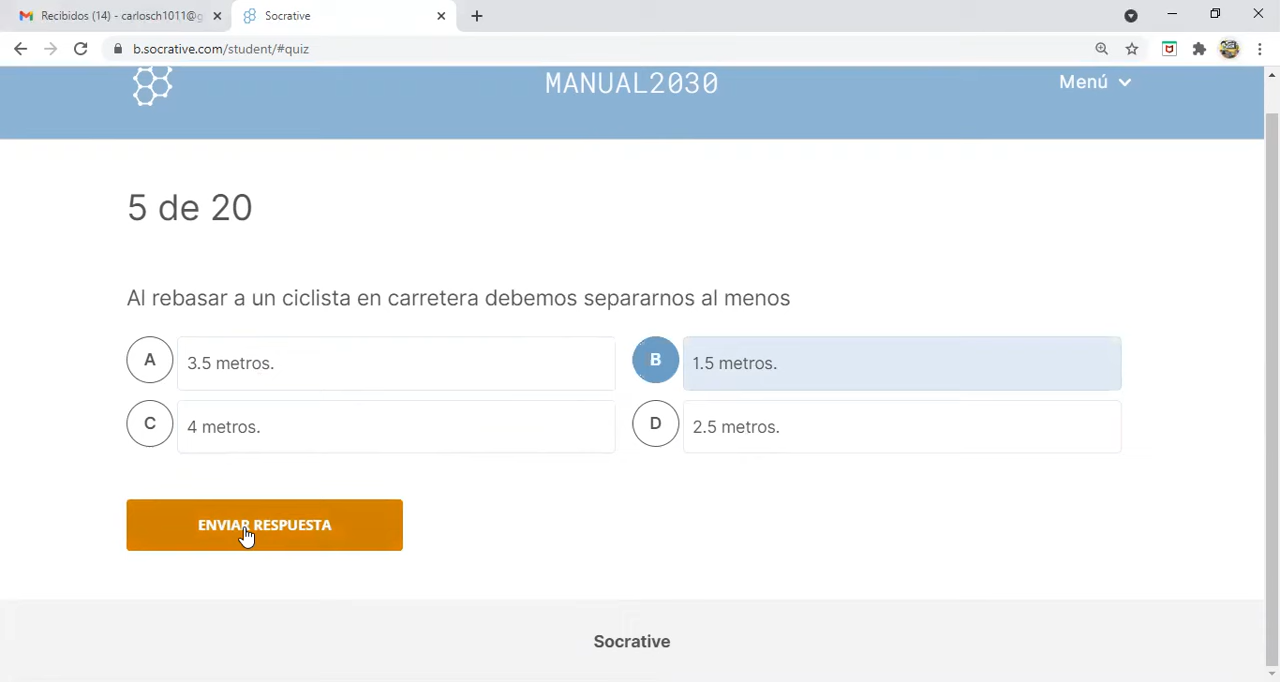 Recibidos (14) - carlosch1011@g
Socrative
b.socrative.com/student/#quiz
MANUAL2030
Menú
5 de 20
Al rebasar a un ciclista en carretera debemos separarnos al menos
A 3.5 metros.
B 1.5 metros.
C 4 metros.
D 2.5 metros.
ENVIAR RESPUESTA
Socrative